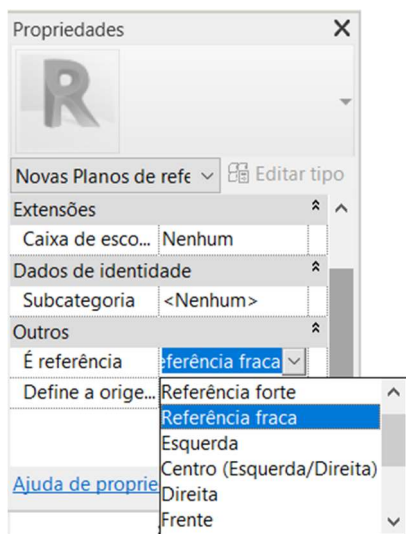 Propriedades
R
Novas Planos de refe Editar tipo
Extensões
Caixa de esco... Nenhum
Dados de identidade
Subcategoria <Nenhum>
Outros
É referência eferência fraca
Define a orige...
Referência forte
Referência fraca
Esquerda
Centro (Esquerda/Direita)
Direita
Frente
Ajuda de proprie